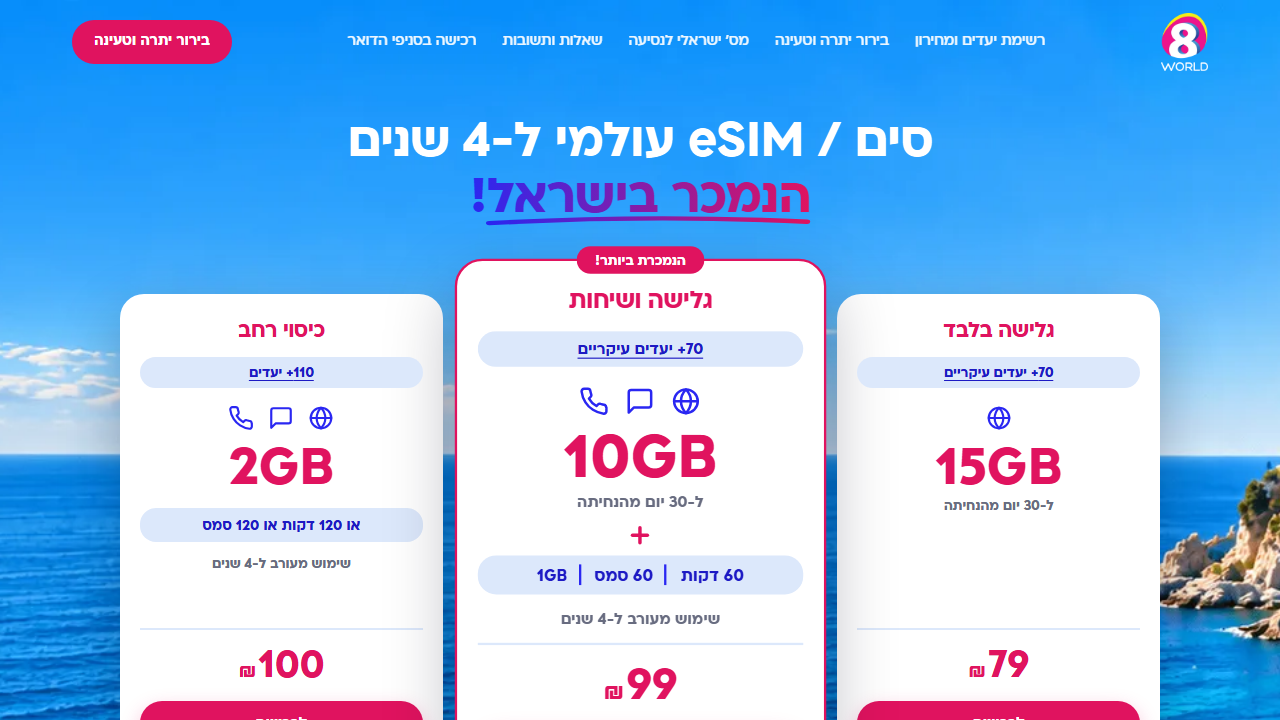 8
WORLD
רשימת יעדים ומחירון
בירור יתרה וטעינה
מס' ישראלי לנסיעה
שאלות ותשובות
רכישה בסניפי הדואר
בירור יתרה וטעינה
סים / eSIM עולמי ל-4 שנים
הנמכר בישראל!
גלישה בלבד
70+ יעדים עיקריים
15GB
ל-30 יום מהנחיתה
79 ₪
הנמכרת ביותר!
גלישה ושיחות
70+ יעדים עיקריים
10GB
ל-30 יום מהנחיתה
+
60 דקות | 60 סמס | 1GB
שימוש מעורב ל-4 שנים
99 ₪
כיסוי רחב
110+ יעדים
2GB
או 120 דקות או 120 סמס
שימוש מעורב ל-4 שנים
100 ₪